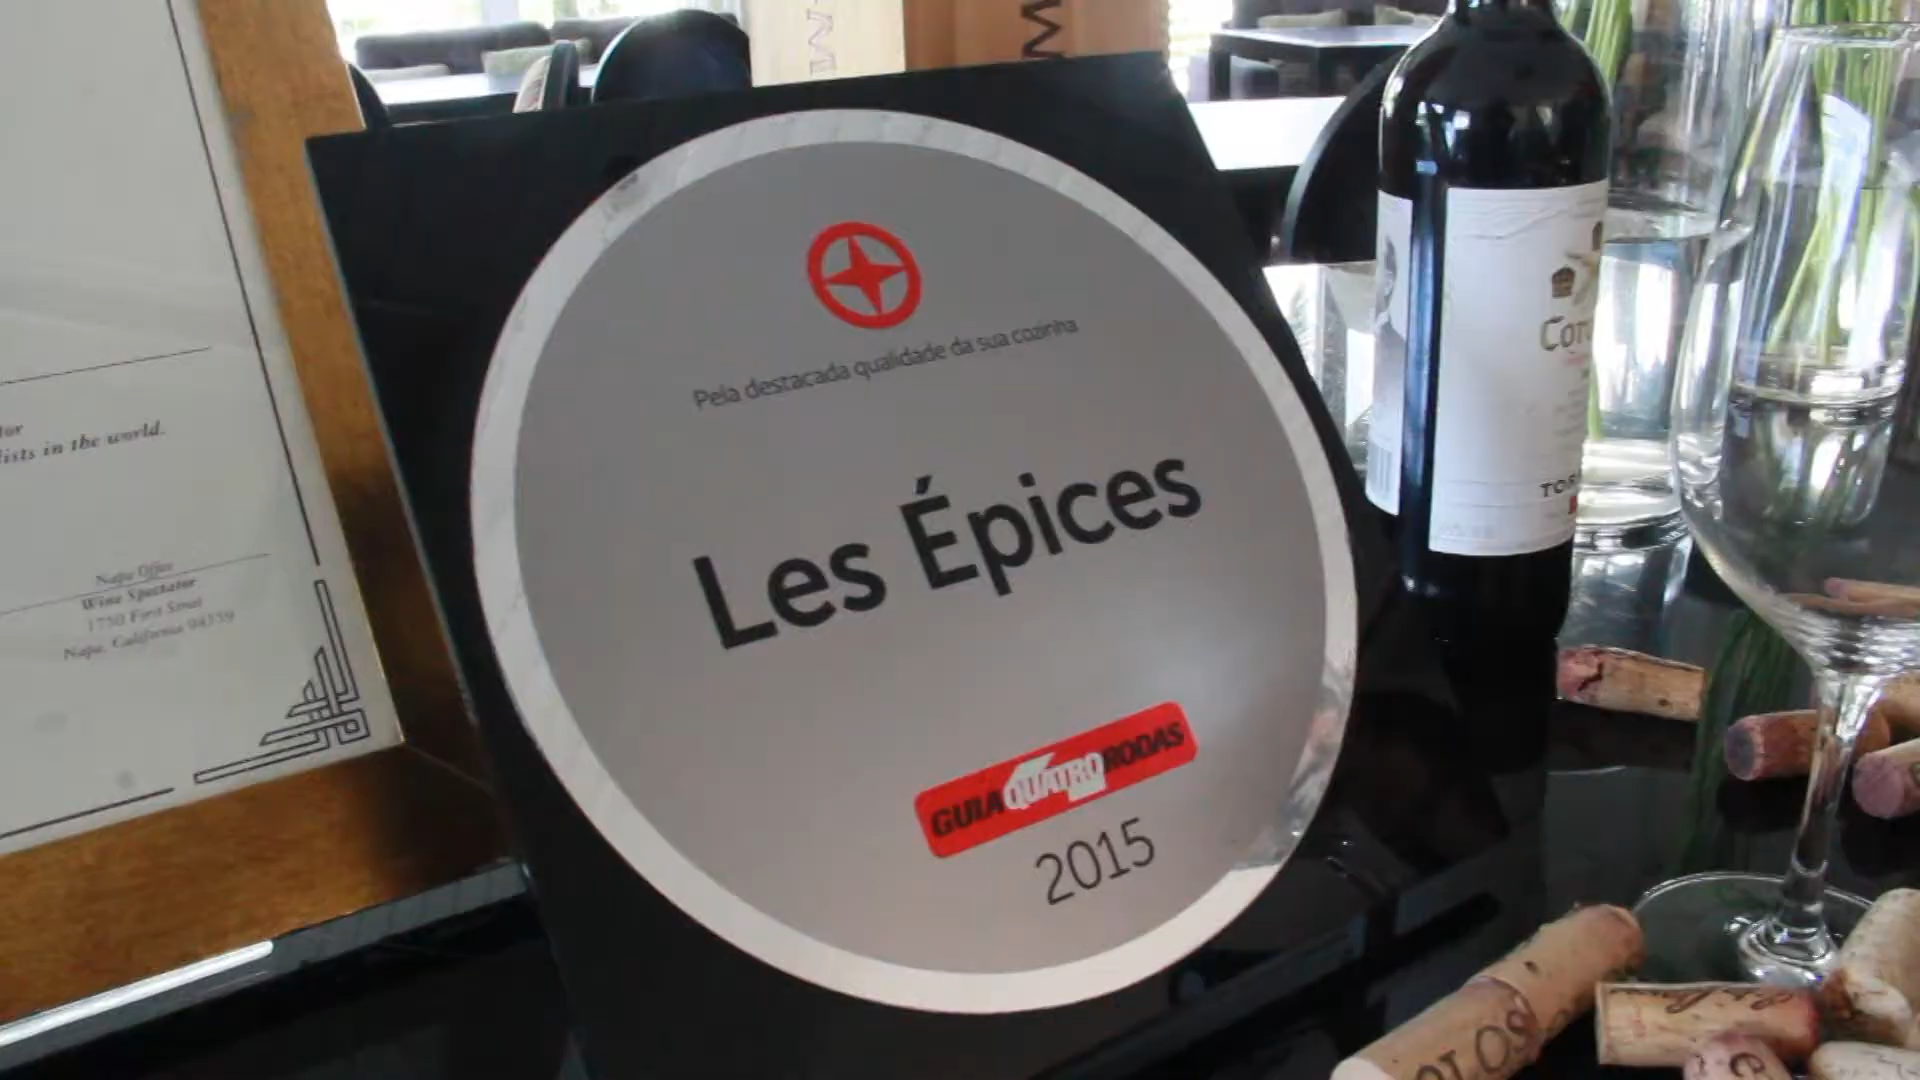 lists in the world.
Napa Office
Wine Spectator
1750 First Street
Napa, California 94559
Pela destacada qualidade da sua cozinha
Les Épices
GUIA QUATRO RODAS
2015